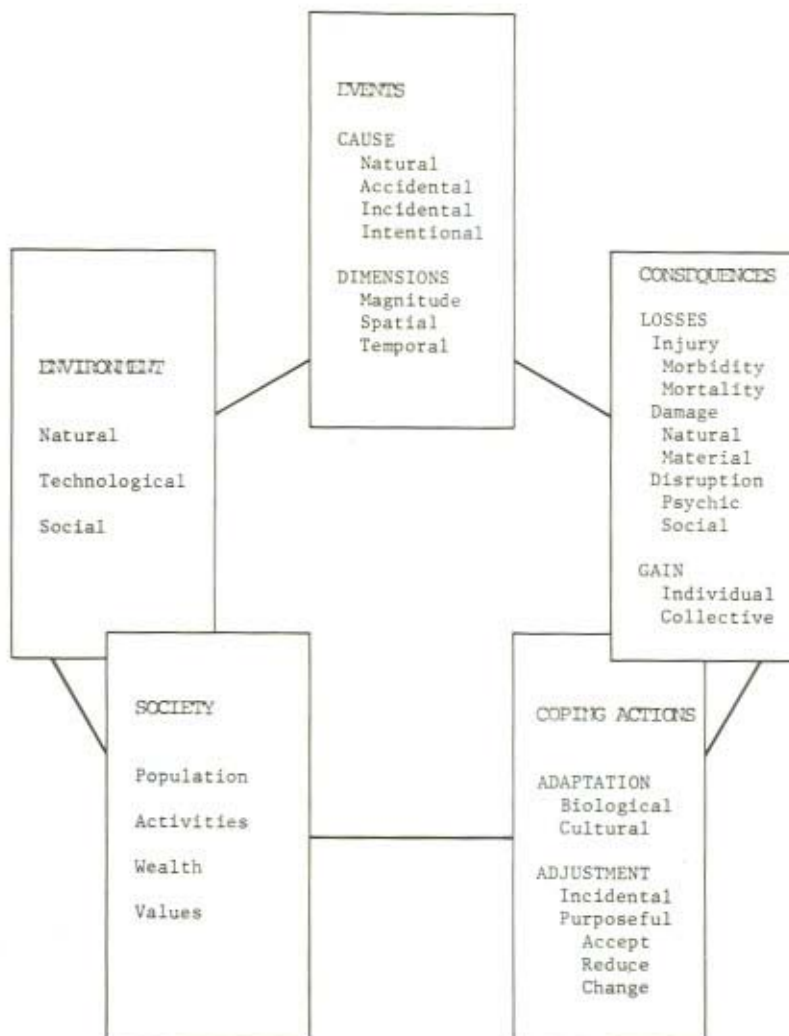 EVENTS
CAUSE
Natural
Accidental
Incidental
Intentional
DIMENSIONS
Magnitude
Spatial
Temporal
ENVIRONMENT
Natural
Technological
Social
CONSEQUENCES
LOSSES
Injury
Morbidity
Mortality
Damage
Natural
Material
Disruption
Psychic
Social
GAIN
Individual
Collective
SOCIETY
Population
Activities
Wealth
Values
COPING ACTIONS
ADAPTATION
Biological
Cultural
ADJUSTMENT
Incidental
Purposeful
Accept
Reduce
Change